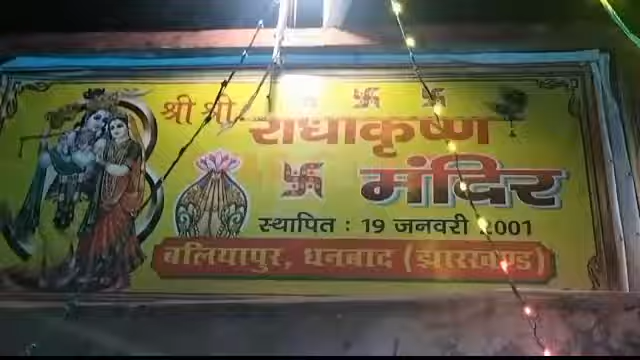 श्री श्री राधाकृष्ण
मंदिर
स्थापित : 19 जनवरी 2001
बलियापुर, धनबाद (झारखण्ड)